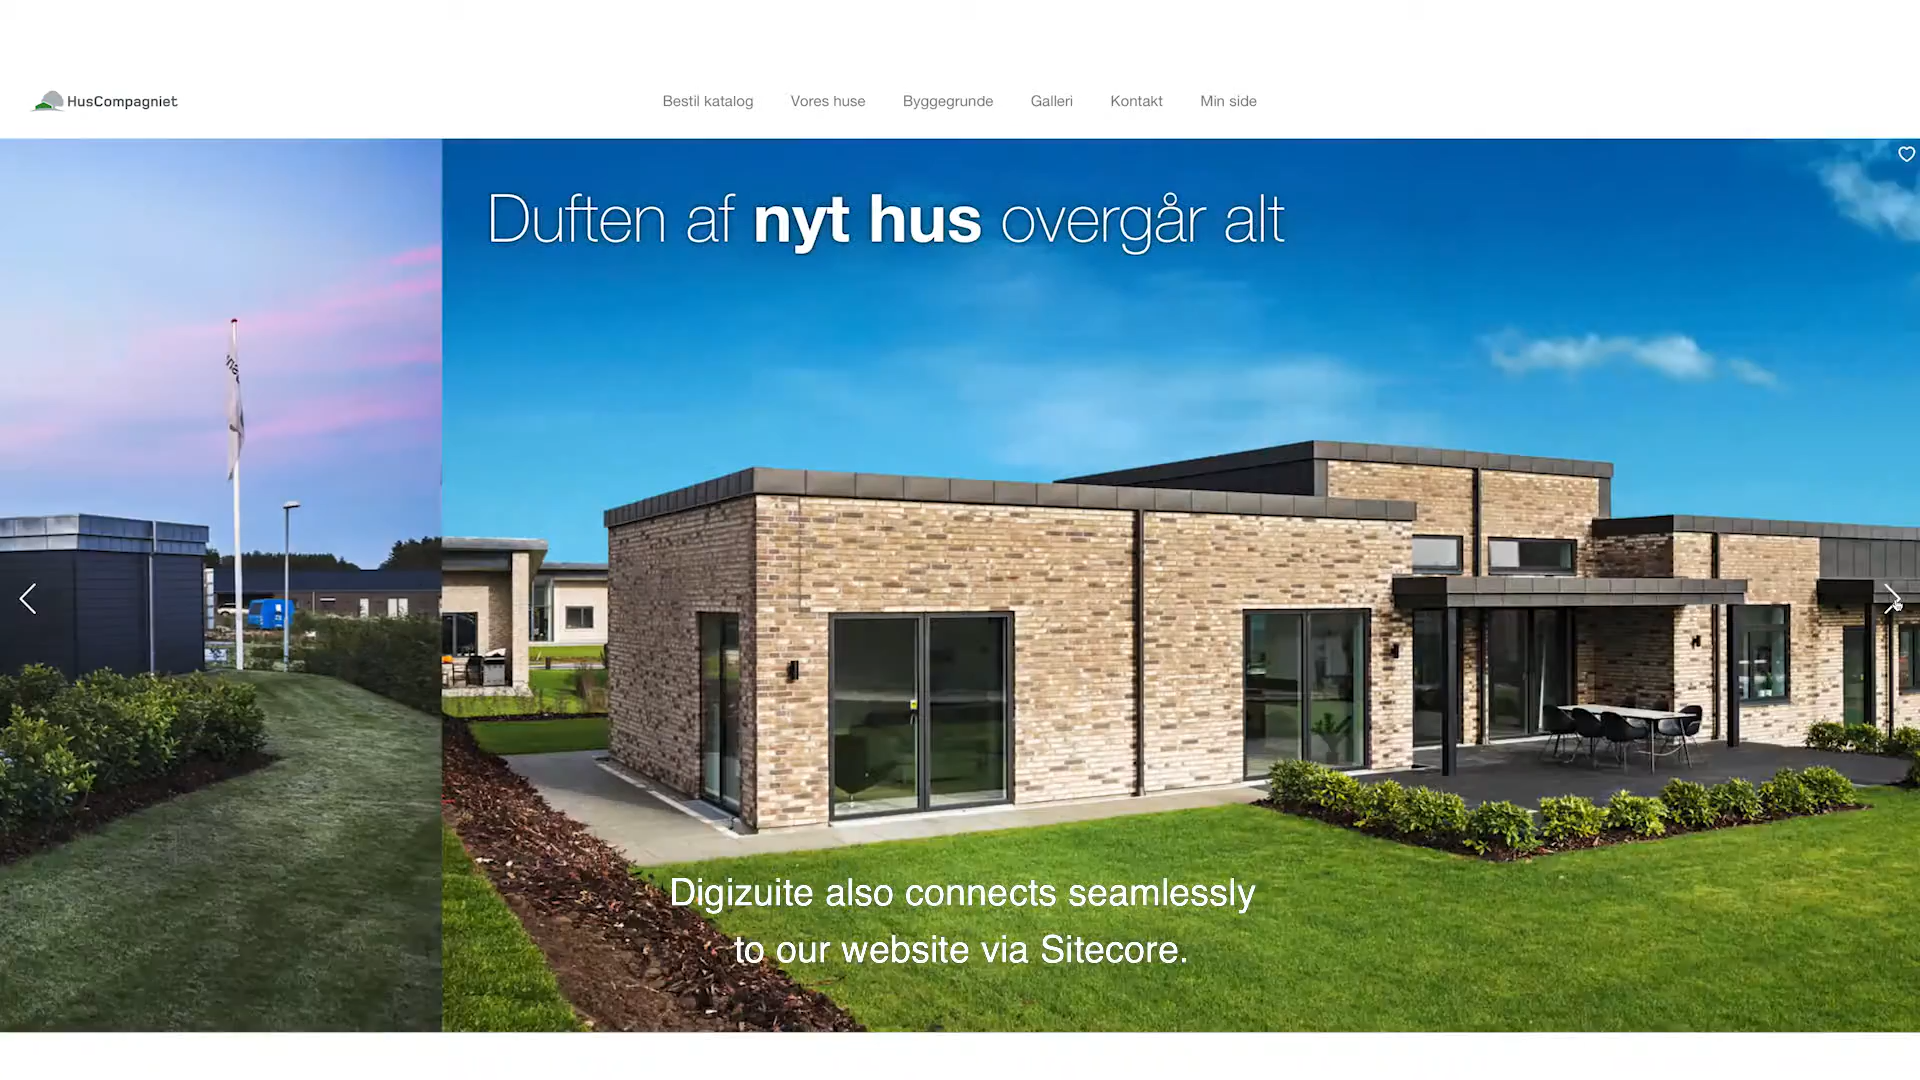 HusCompagniet
Bestil katalog
Vores huse
Byggegrunde
Galleri
Kontakt
Min side
Duften af nyt hus overgår alt
Digizuite also connects seamlessly
to our website via Sitecore.